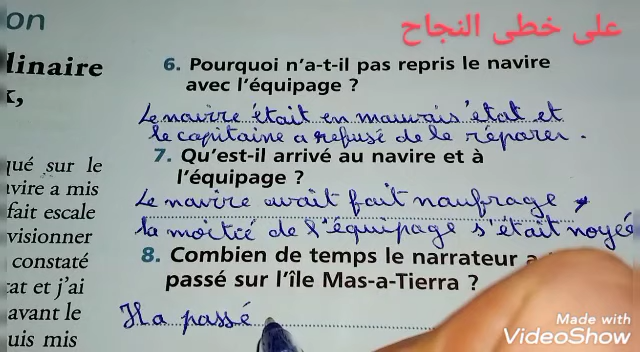 على خطى النجاح
on
linaire
x,
qué sur le
vire a mis
fait escale
visionner
constaté
at et j'ai
avant le
uis mis
6. Pourquoi n'a-t-il pas repris le navire
avec l'équipage ?
Le navire était en mauvais état et
le capitaine a refusé de le réparer.
7. Qu'est-il arrivé au navire et à
l'équipage ?
Le navire avait fait naufrage,
la moitié de l'équipage s'était noyée
8. Combien de temps le narrateur a
passé sur l'île Mas-a-Tierra ?
Il a passé
Made with
VideoShow